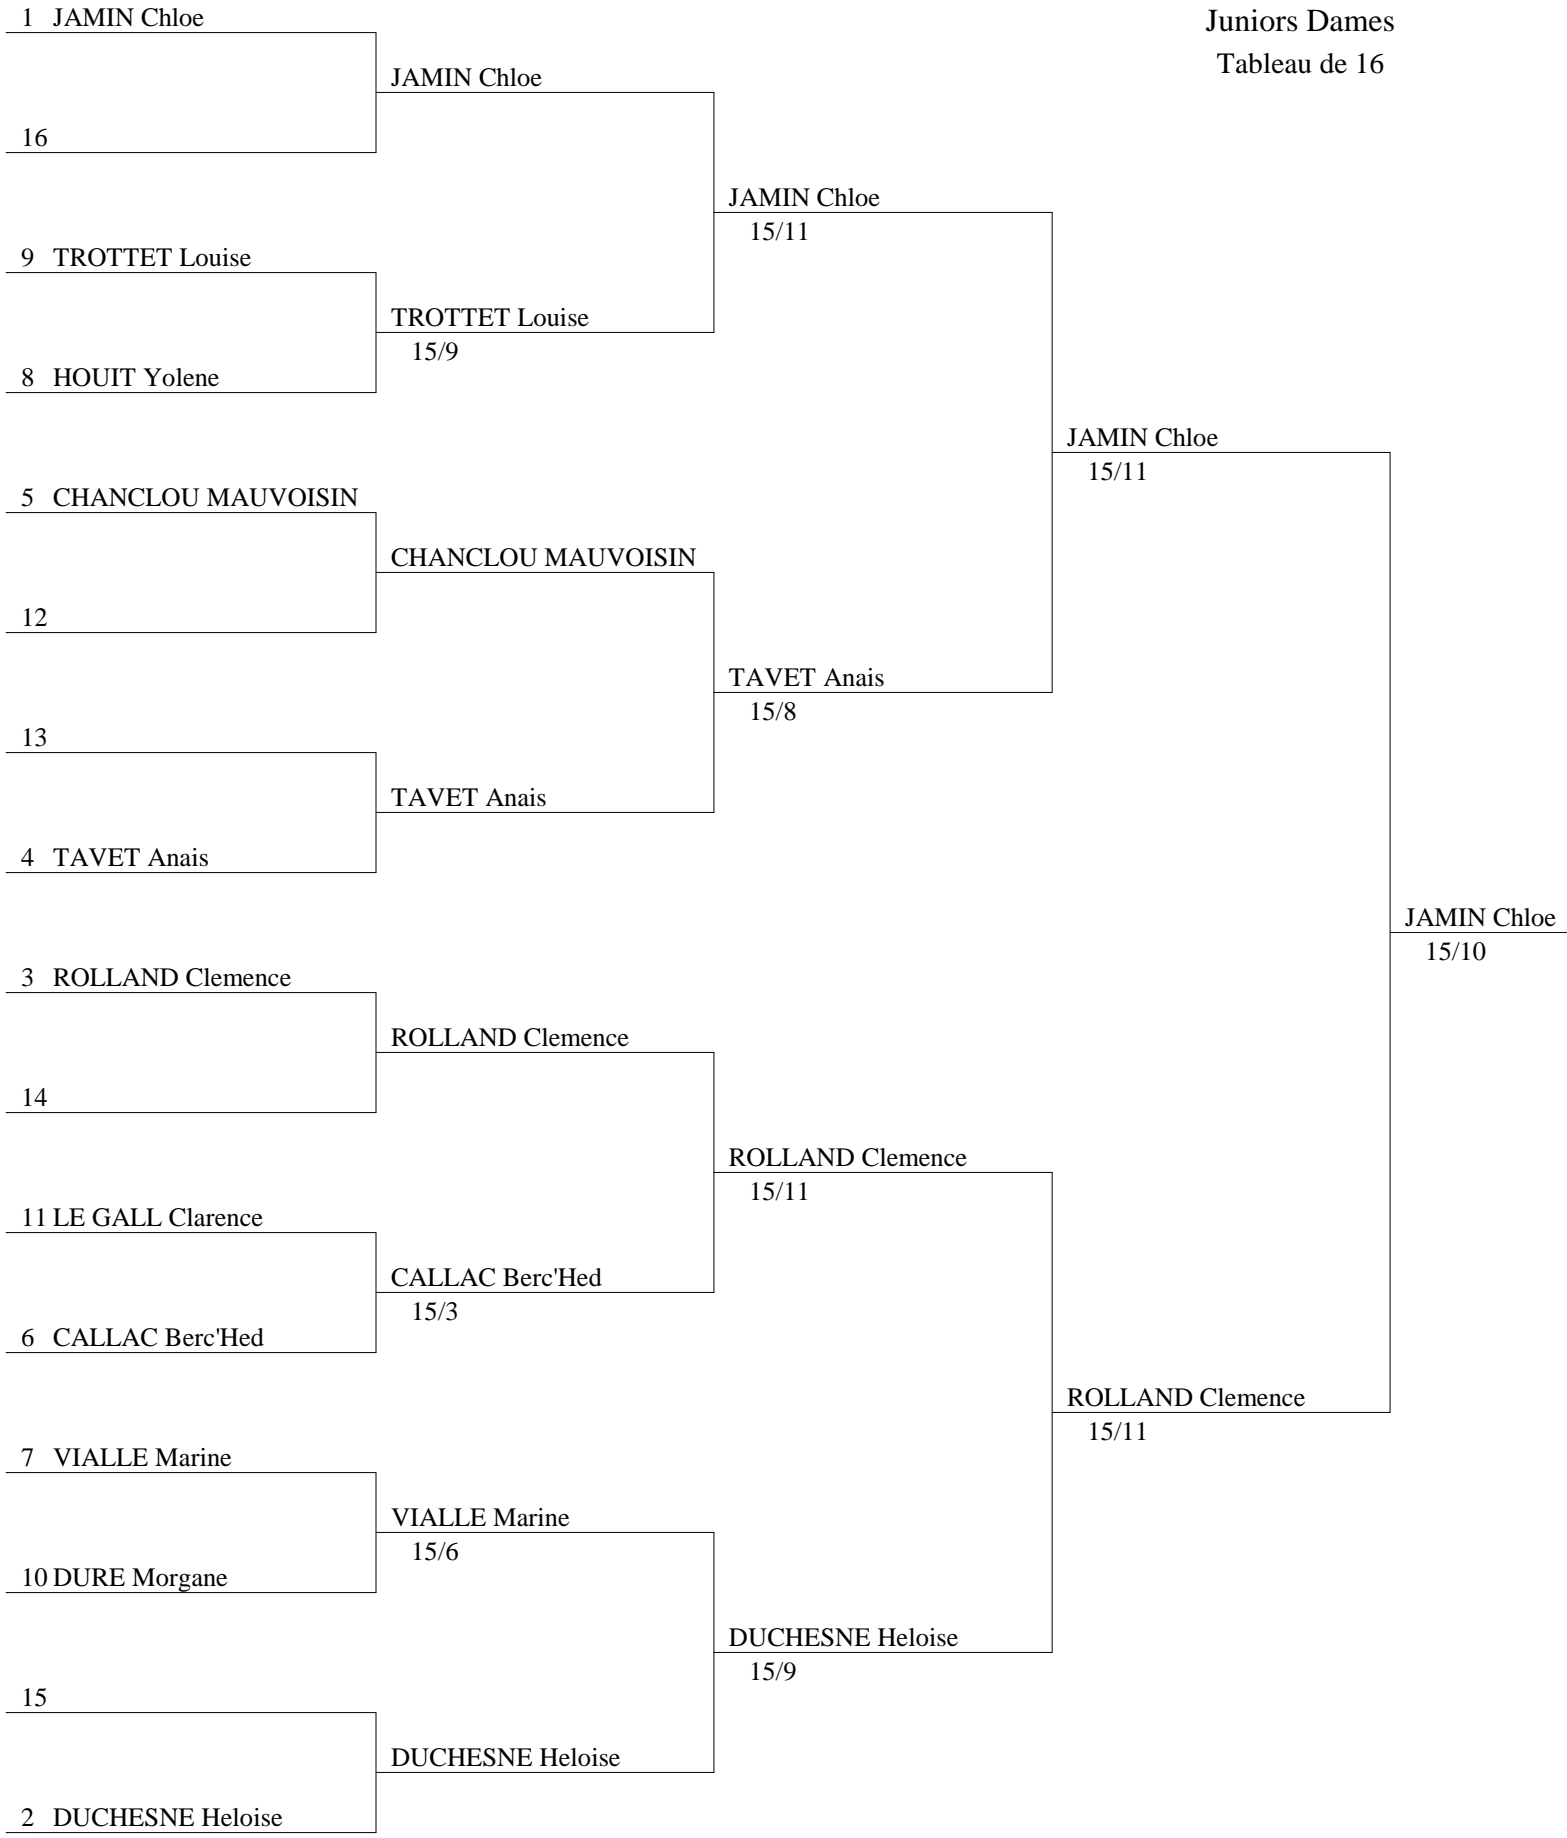 Juniors Dames
Tableau de 16
1 JAMIN Chloe
16
9 TROTTET Louise
8 HOUIT Yolene
5 CHANCLOU MAUVOISIN
12
13
4 TAVET Anais
3 ROLLAND Clemence
14
11 LE GALL Clarence
6 CALLAC Berc'Hed
7 VIALLE Marine
10 DURE Morgane
15
2 DUCHESNE Heloise
JAMIN Chloe
TROTTET Louise
15/9
CHANCLOU MAUVOISIN
TAVET Anais
ROLLAND Clemence
CALLAC Berc'Hed
15/3
VIALLE Marine
15/6
DUCHESNE Heloise
JAMIN Chloe
15/11
TAVET Anais
15/8
ROLLAND Clemence
15/11
DUCHESNE Heloise
15/9
JAMIN Chloe
15/11
ROLLAND Clemence
15/11
JAMIN Chloe
15/10